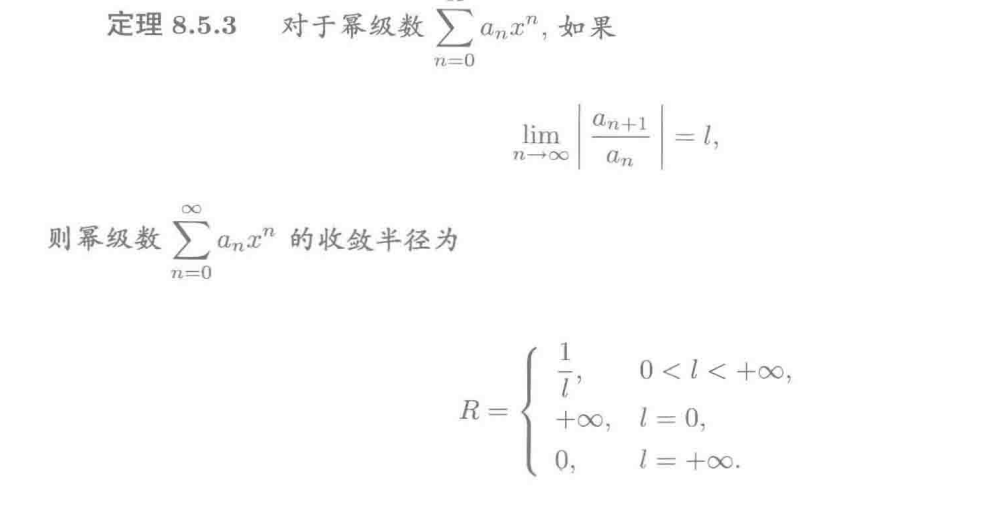 定理 8.5.3 对于幂级数 $\sum_{n=0}^{\infty} a_n x^n$, 如果
$\lim_{n\to\infty} \left| \frac{a_{n+1}}{a_n} \right| = l,$
则幂级数 $\sum_{n=0}^{\infty} a_n x^n$ 的收敛半径为
$R = \begin{cases} \frac{1}{l}, & 0 < l < +\infty, \\ +\infty, & l = 0, \\ 0, & l = +\infty. \end{cases}$